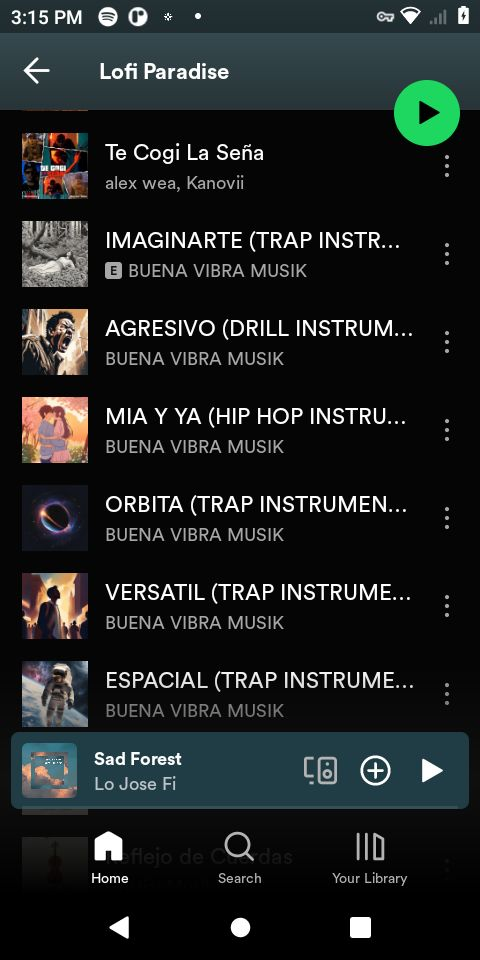 3:15 PM
Lofi Paradise
Te Cogi La Seña
alex wea, Kanovii
IMAGINARTE (TRAP INSTR...
E BUENA VIBRA MUSIK
AGRESIVO (DRILL INSTRUM...
BUENA VIBRA MUSIK
MIA Y YA (HIP HOP INSTRU...
BUENA VIBRA MUSIK
ORBITA (TRAP INSTRUMEN...
BUENA VIBRA MUSIK
VERSATIL (TRAP INSTRUME...
BUENA VIBRA MUSIK
ESPACIAL (TRAP INSTRUME...
BUENA VIBRA MUSIK
Sad Forest
Lo Jose Fi
Reflejo de Cuerdas
Home
Search
Your Library